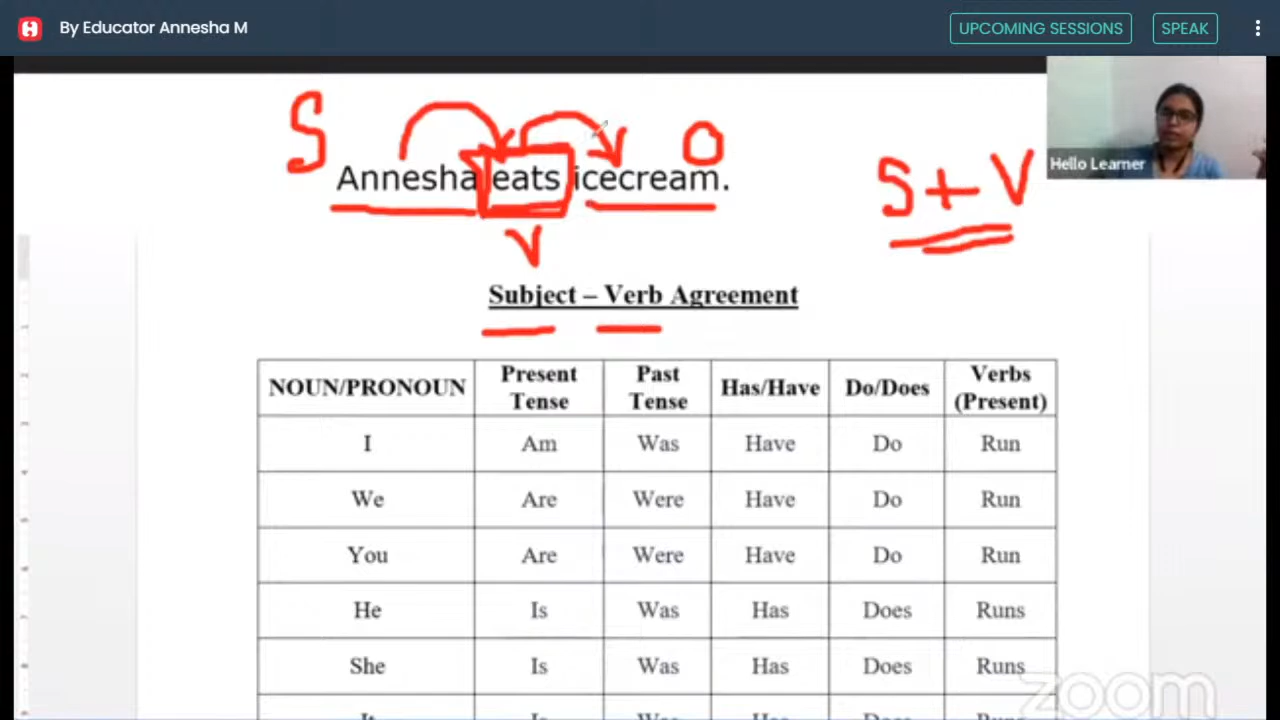 By Educator Annesha M
UPCOMING SESSIONS
SPEAK
Hello Learner
S
O
Annesha eats icecream.
S + V
V
Subject – Verb Agreement
NOUN/PRONOUN Present Tense Past Tense Has/Have Do/Does Verbs (Present)
I Am Was Have Do Run
We Are Were Have Do Run
You Are Were Have Do Run
He Is Was Has Does Runs
She Is Was Has Does Runs
zoom